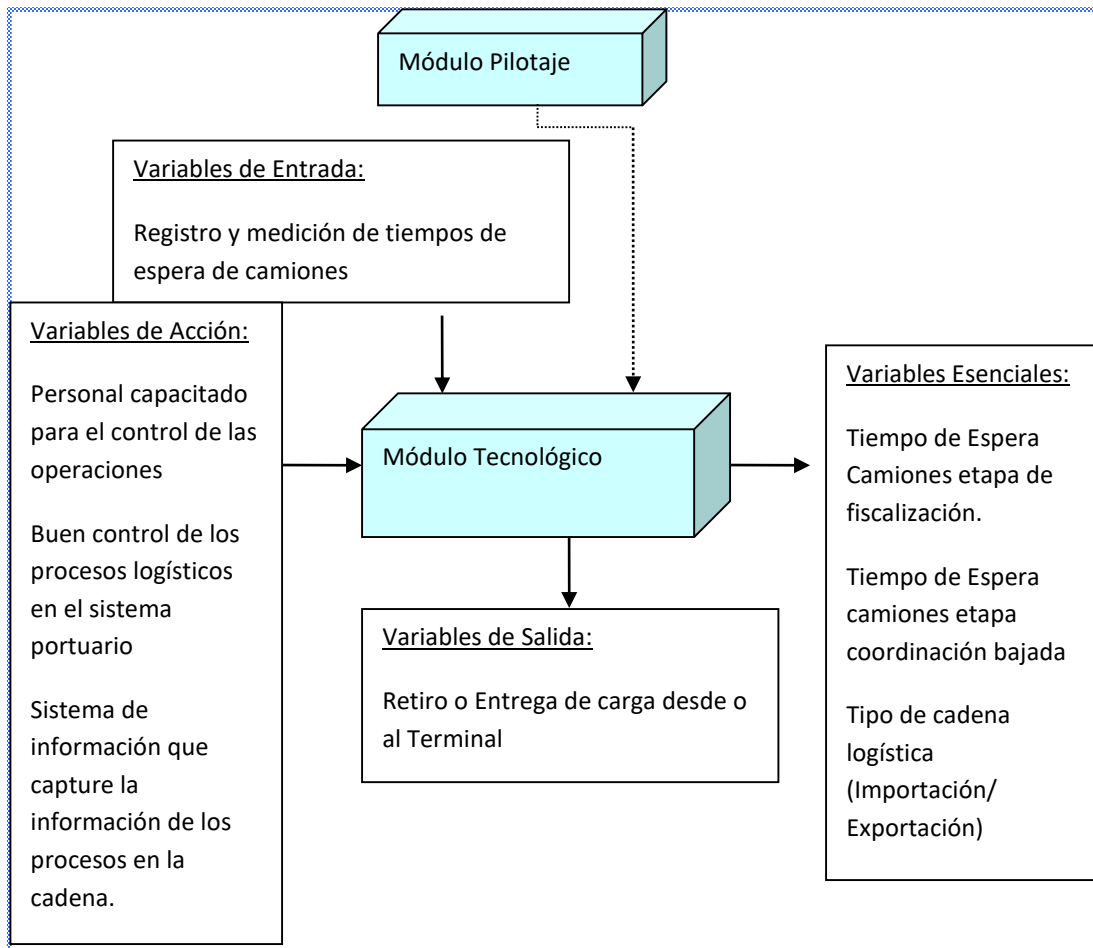 Módulo Pilotaje
Variables de Entrada:
Registro y medición de tiempos de
espera de camiones
Variables de Acción:
Personal capacitado
para el control de las
operaciones
Buen control de los
procesos logísticos
en el sistema
portuario
Sistema de
información que
capture la
información de los
procesos en la
cadena.
Módulo Tecnológico
Variables de Salida:
Retiro o Entrega de carga desde o
al Terminal
Variables Esenciales:
Tiempo de Espera
Camiones etapa de
fiscalización.
Tiempo de Espera
camiones etapa
coordinación bajada
Tipo de cadena
logística
(Importación/
Exportación)